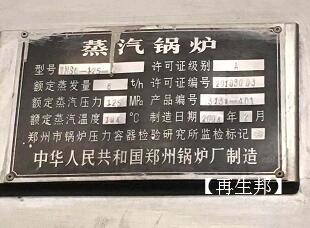 蒸汽锅炉
型号 许可证级别 A
额定蒸发量 6 t/h 许可证编号
额定蒸汽压力 MPa 产品编号
额定蒸汽温度 194 ℃ 制造日期 月
郑州市锅炉压力容器检验研究所监检标记
中华人民共和国郑州锅炉厂制造
【再生邦】